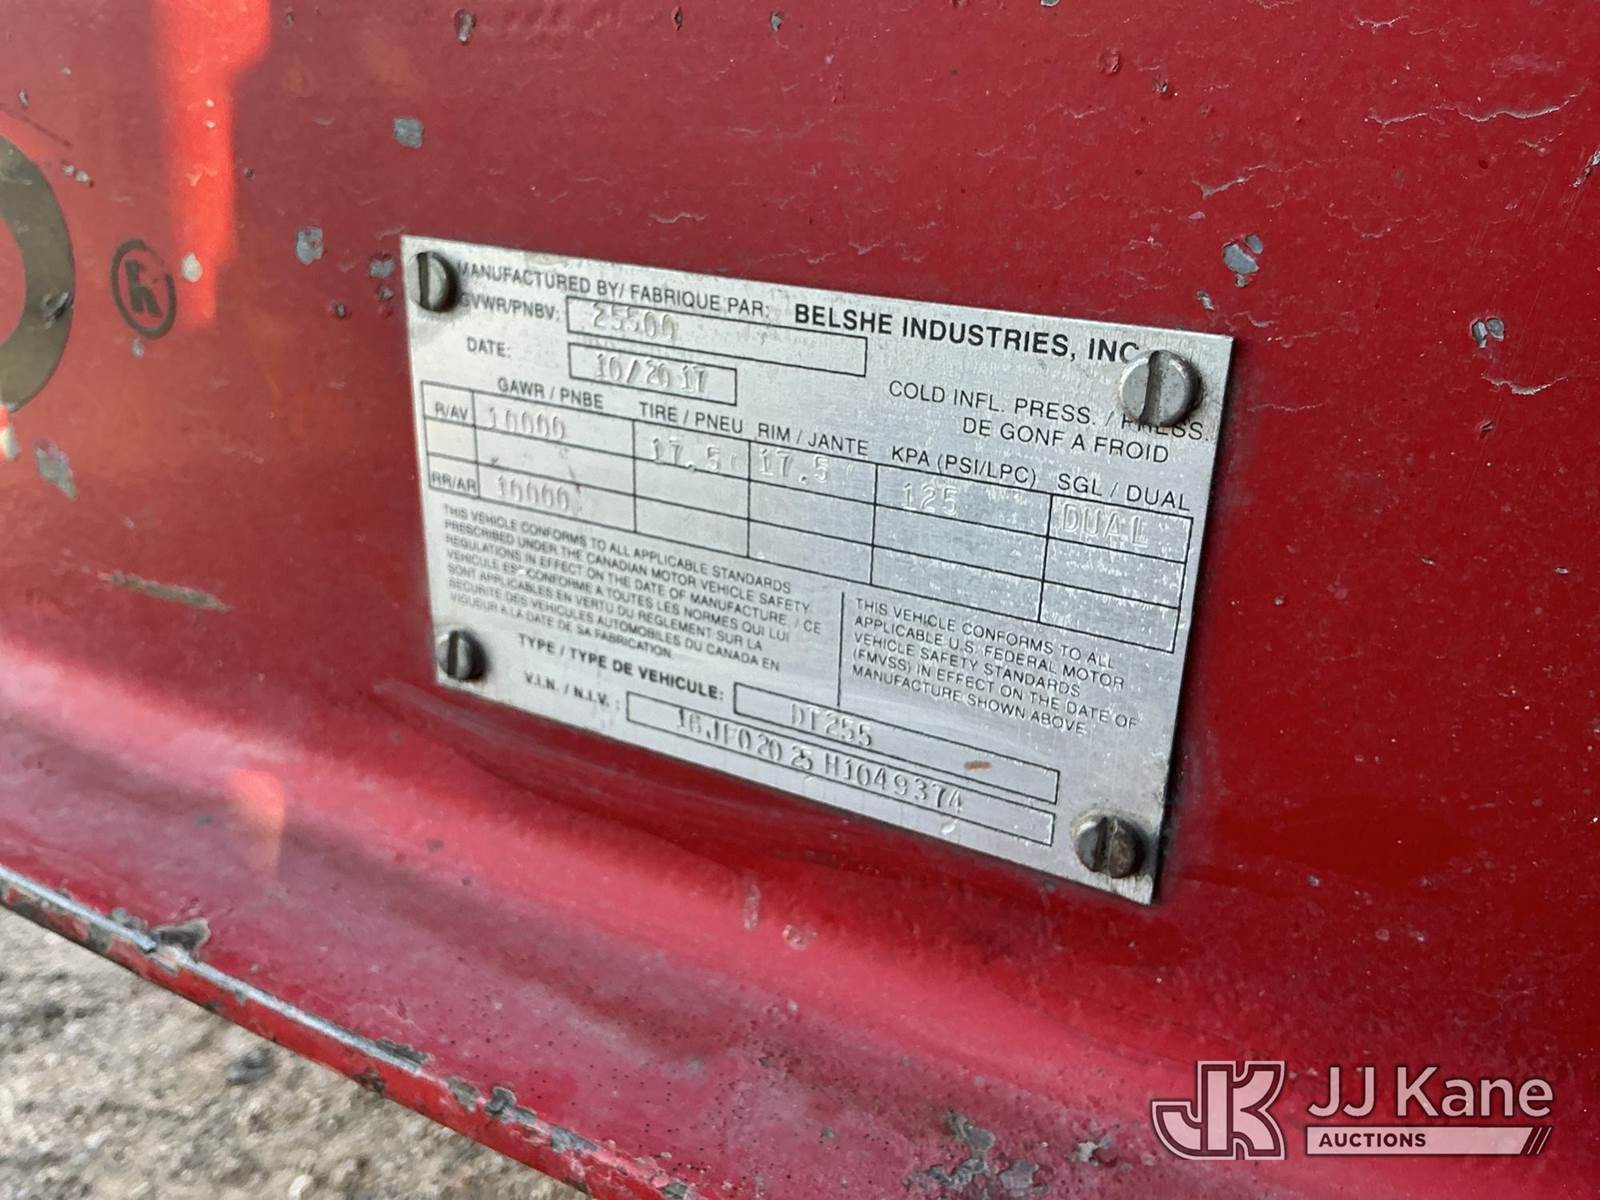 MANUFACTURED BY/ FABRIQUE PAR: BELSHE INDUSTRIES, INC
GVWR/PNBV: 25500
DATE: 10/2017
COLD INFL. PRESS. / PRESS.
DE GONF A FROID
GAWR / PNBE TIRE / PNEU RIM / JANTE KPA (PSI/LPC) SGL / DUAL
R/AV 10000 17.5 17.5 125 DUAL
RR/AR 10000
THIS VEHICLE CONFORMS TO ALL APPLICABLE STANDARDS
PRESCRIBED UNDER THE CANADIAN MOTOR VEHICLE SAFETY
REGULATIONS IN EFFECT ON THE DATE OF MANUFACTURE. / CE
VEHICULE EST CONFORME A TOUTES LES NORMES QUI LUI
SONT APPLICABLES EN VERTU DU REGLEMENT SUR LA
SECURITE DES VEHICULES AUTOMOBILES DU CANADA EN
VIGUEUR A LA DATE DE SA FABRICATION.
THIS VEHICLE CONFORMS TO ALL
APPLICABLE U.S. FEDERAL MOTOR
VEHICLE SAFETY STANDARDS
(FMVSS) IN EFFECT ON THE DATE OF
MANUFACTURE SHOWN ABOVE.
TYPE / TYPE DE VEHICULE: DT255
V.I.N. / N.I.V. : 16JF02025H1049374
K
JK JJ Kane
AUCTIONS